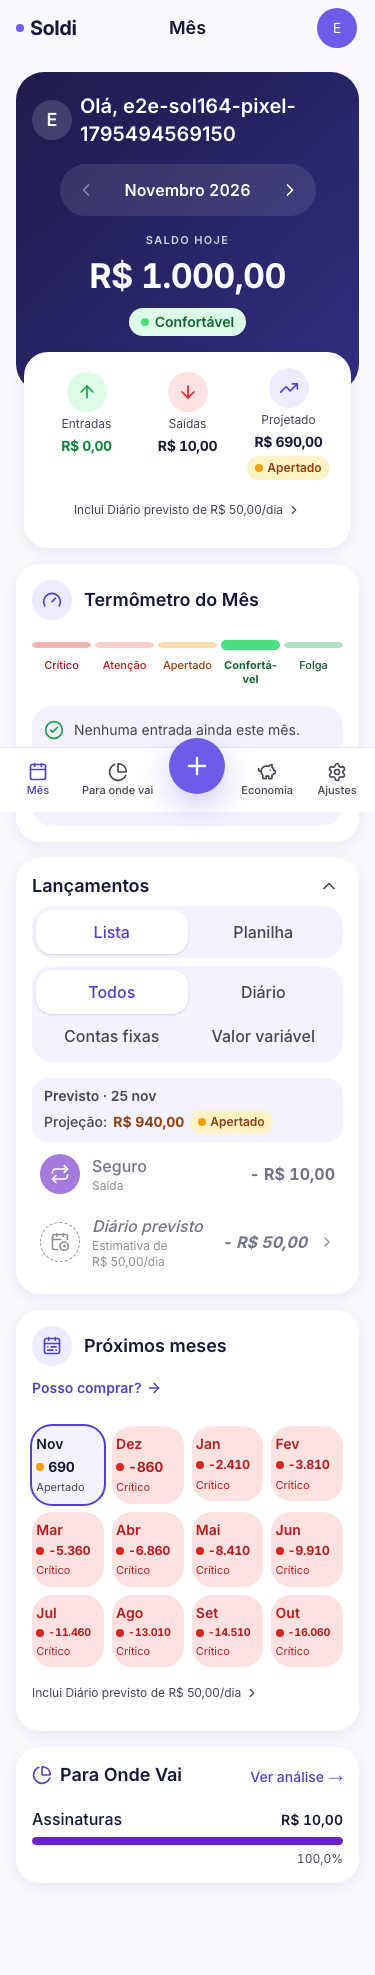 Soldi
Mês
E
E
Olá, e2e-sol164-pixel-
1795494569150
Novembro 2026
SALDO HOJE
R$ 1.000,00
Confortável
Entradas
R$ 0,00
Saídas
R$ 10,00
Projetado
R$ 690,00
Apertado
Inclui Diário previsto de R$ 50,00/dia
Termômetro do Mês
Crítico
Atenção
Apertado
Confortá-
vel
Folga
Nenhuma entrada ainda este mês.
Mês
Para onde vai
Economia
Ajustes
Lançamentos
Lista
Planilha
Todos
Diário
Contas fixas
Valor variável
Previsto · 25 nov
Projeção: R$ 940,00 Apertado
Seguro
Saída
- R$ 10,00
Diário previsto
Estimativa de
R$ 50,00/dia
- R$ 50,00
Próximos meses
Posso comprar? →
Nov
690
Apertado
Dez
-860
Crítico
Jan
-2.410
Crítico
Fev
-3.810
Crítico
Mar
-5.360
Crítico
Abr
-6.860
Crítico
Mai
-8.410
Crítico
Jun
-9.910
Crítico
Jul
-11.460
Crítico
Ago
-13.010
Crítico
Set
-14.510
Crítico
Out
-16.060
Crítico
Inclui Diário previsto de R$ 50,00/dia
Para Onde Vai
Ver análise →
Assinaturas
R$ 10,00
100,0%